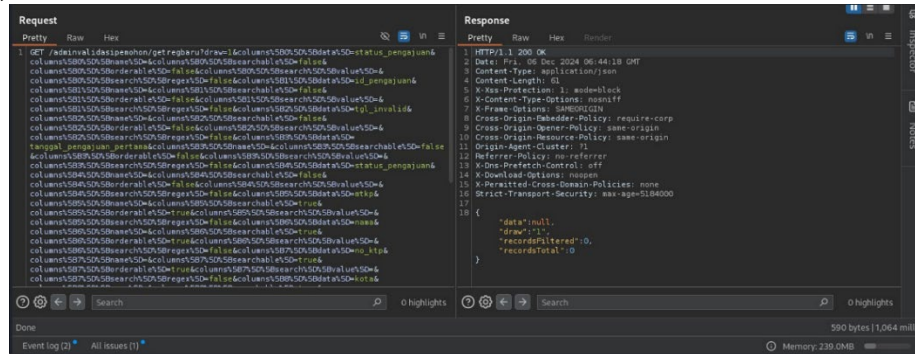 Request
Pretty Raw Hex
1 GET /adminvalidasipemohon/getregbaru?draw=1&columns%5B0%5D%5Bdata%5D=status_pengajuan&
columns%5B0%5D%5Bname%5D=&columns%5B0%5D%5Bsearchable%5D=false&
columns%5B0%5D%5Borderable%5D=false&columns%5B0%5D%5Bsearch%5D%5Bvalue%5D=&
columns%5B0%5D%5Bsearch%5D%5Bregex%5D=false&columns%5B1%5D%5Bdata%5D=id_pengajuan&
columns%5B1%5D%5Bname%5D=&columns%5B1%5D%5Bsearchable%5D=false&
columns%5B1%5D%5Borderable%5D=false&columns%5B1%5D%5Bsearch%5D%5Bvalue%5D=&
columns%5B1%5D%5Bsearch%5D%5Bregex%5D=false&columns%5B2%5D%5Bdata%5D=tgl_invalid&
columns%5B2%5D%5Bname%5D=&columns%5B2%5D%5Bsearchable%5D=false&
columns%5B2%5D%5Borderable%5D=false&columns%5B2%5D%5Bsearch%5D%5Bvalue%5D=&
columns%5B2%5D%5Bsearch%5D%5Bregex%5D=false&columns%5B3%5D%5Bdata%5D=
tanggal_pengajuan_pertama&columns%5B3%5D%5Bname%5D=&columns%5B3%5D%5Bsearchable%5D=false
&columns%5B3%5D%5Borderable%5D=false&columns%5B3%5D%5Bsearch%5D%5Bvalue%5D=&
columns%5B3%5D%5Bsearch%5D%5Bregex%5D=false&columns%5B4%5D%5Bdata%5D=status_pengajuan&
columns%5B4%5D%5Bname%5D=&columns%5B4%5D%5Bsearchable%5D=false&
columns%5B4%5D%5Borderable%5D=false&columns%5B4%5D%5Bsearch%5D%5Bvalue%5D=&
columns%5B4%5D%5Bsearch%5D%5Bregex%5D=false&columns%5B5%5D%5Bdata%5D=mtkp&
columns%5B5%5D%5Bname%5D=&columns%5B5%5D%5Bsearchable%5D=true&
columns%5B5%5D%5Borderable%5D=true&columns%5B5%5D%5Bsearch%5D%5Bvalue%5D=&
columns%5B5%5D%5Bsearch%5D%5Bregex%5D=false&columns%5B6%5D%5Bdata%5D=nama&
columns%5B6%5D%5Bname%5D=&columns%5B6%5D%5Bsearchable%5D=true&
columns%5B6%5D%5Borderable%5D=true&columns%5B6%5D%5Bsearch%5D%5Bvalue%5D=&
columns%5B6%5D%5Bsearch%5D%5Bregex%5D=false&columns%5B7%5D%5Bdata%5D=no_ktp&
columns%5B7%5D%5Bname%5D=&columns%5B7%5D%5Bsearchable%5D=true&
columns%5B7%5D%5Borderable%5D=true&columns%5B7%5D%5Bsearch%5D%5Bvalue%5D=&
columns%5B7%5D%5Bsearch%5D%5Bregex%5D=false&columns%5B8%5D%5Bdata%5D=kota&
Search 0 highlights
Response
Pretty Raw Hex Render
1 HTTP/1.1 200 OK
2 Date: Fri, 06 Dec 2024 06:44:18 GMT
3 Content-Type: application/json
4 Content-Length: 61
5 X-Xss-Protection: 1; mode=block
6 X-Content-Type-Options: nosniff
7 X-Frame-Options: SAMEORIGIN
8 Cross-Origin-Embedder-Policy: require-corp
9 Cross-Origin-Opener-Policy: same-origin
10 Cross-Origin-Resource-Policy: same-origin
11 Origin-Agent-Cluster: ?1
12 Referrer-Policy: no-referrer
13 X-Dns-Prefetch-Control: off
14 X-Download-Options: noopen
15 X-Permitted-Cross-Domain-Policies: none
16 Strict-Transport-Security: max-age=5184000
17
18 {
"data":null,
"draw":"1",
"recordsFiltered":0,
"recordsTotal":0
}
Search 0 highlights
Notes
Done
590 bytes | 1,064 mill
Event log (2) All issues (1)
Memory: 239.0MB